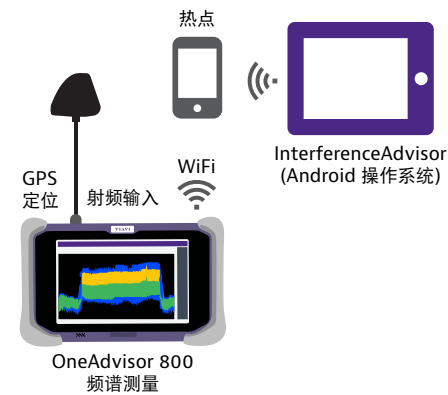 热点
InterferenceAdvisor
(Android 操作系统)
WiFi
GPS
定位
射频输入
VIAVI
OneAdvisor 800
频谱测量